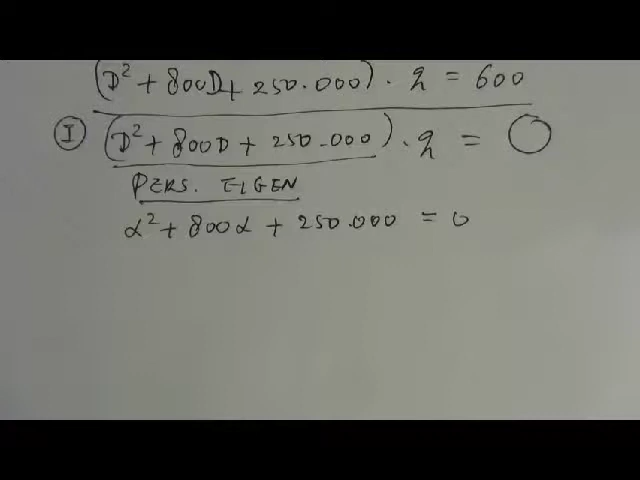 (D² + 800D + 250.000) . q = 600
I (D² + 800D + 250.000) . q = 0
PERS. EIGEN
α² + 800α + 250.000 = 0